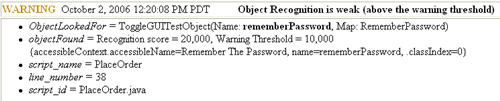 WARNING October 2, 2006 12:20:08 PM PDT Object Recognition is weak (above the warning threshold)
• ObjectLookedFor = ToggleGUITestObject(Name: rememberPassword, Map: RememberPassword)
• objectFound = Recognition score = 20,000, Warning Threshold = 10,000
(accessibleContext.accessibleName=Remember The Password, name=rememberPassword, .classIndex=0)
• script_name = PlaceOrder
• line_number = 38
• script_id = PlaceOrder.java